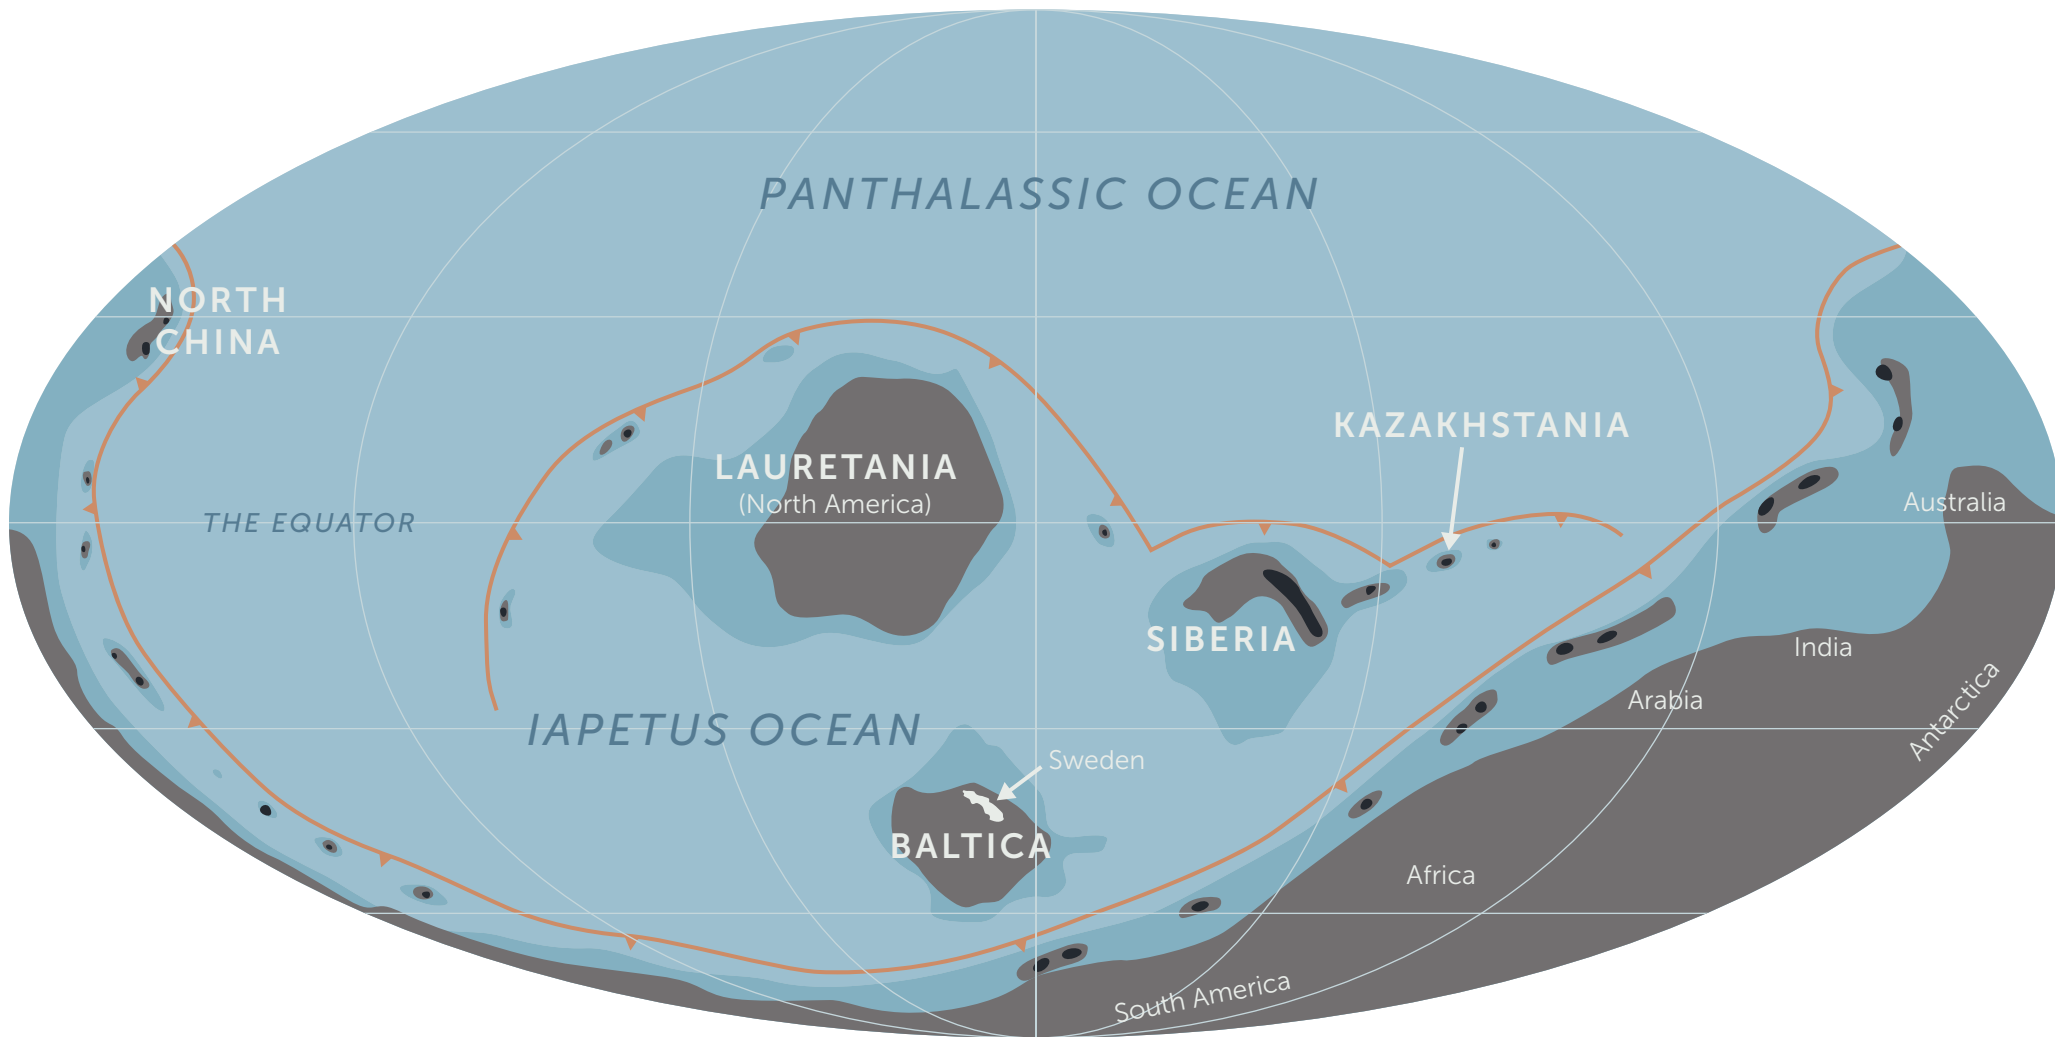 PANTHALASSIC OCEAN
NORTH
CHINA
KAZAKHSTANIA
LAURETANIA
(North America)
THE EQUATOR
Australia
SIBERIA
India
Arabia
Antarctica
IAPETUS OCEAN
Sweden
BALTICA
Africa
South America